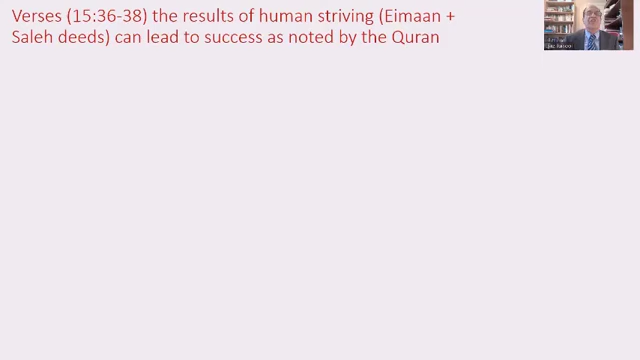 Verses (15:36-38) the results of human striving (Eimaan +
Saleh deeds) can lead to success as noted by the Quran